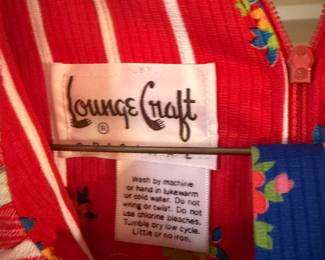 Lounge Craft
®
Wash by machine
or hand in lukewarm
or cold water. Do not
wring or twist. Do not
use chlorine bleaches.
Tumble dry low cycle.
Little or no iron.